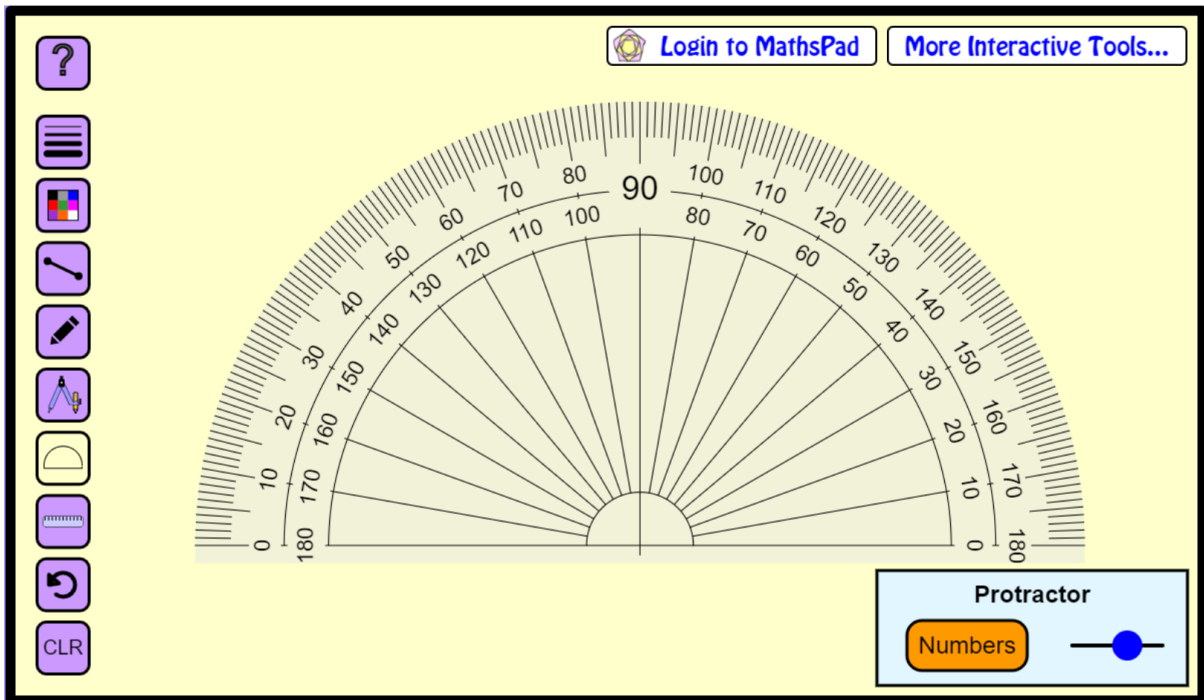 ?
Login to MathsPad
More Interactive Tools...
0 10 20 30 40 50 60 70 80 90 100 110 120 130 140 150 160 170 180
180 170 160 150 140 130 120 110 100 80 70 60 50 40 30 20 10 0
CLR
Protractor
Numbers